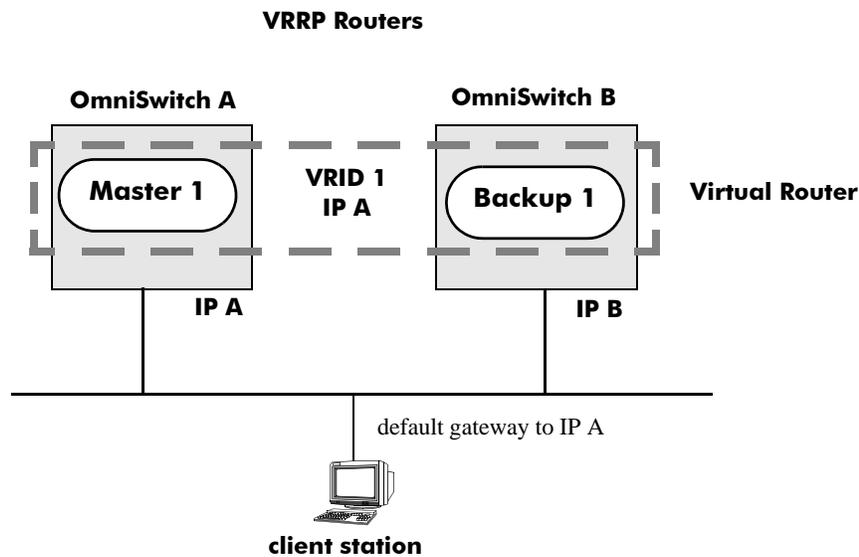 VRRP Routers
OmniSwitch A
OmniSwitch B
Master 1
VRID 1
IP A
Backup 1
Virtual Router
IP A
IP B
default gateway to IP A
client station